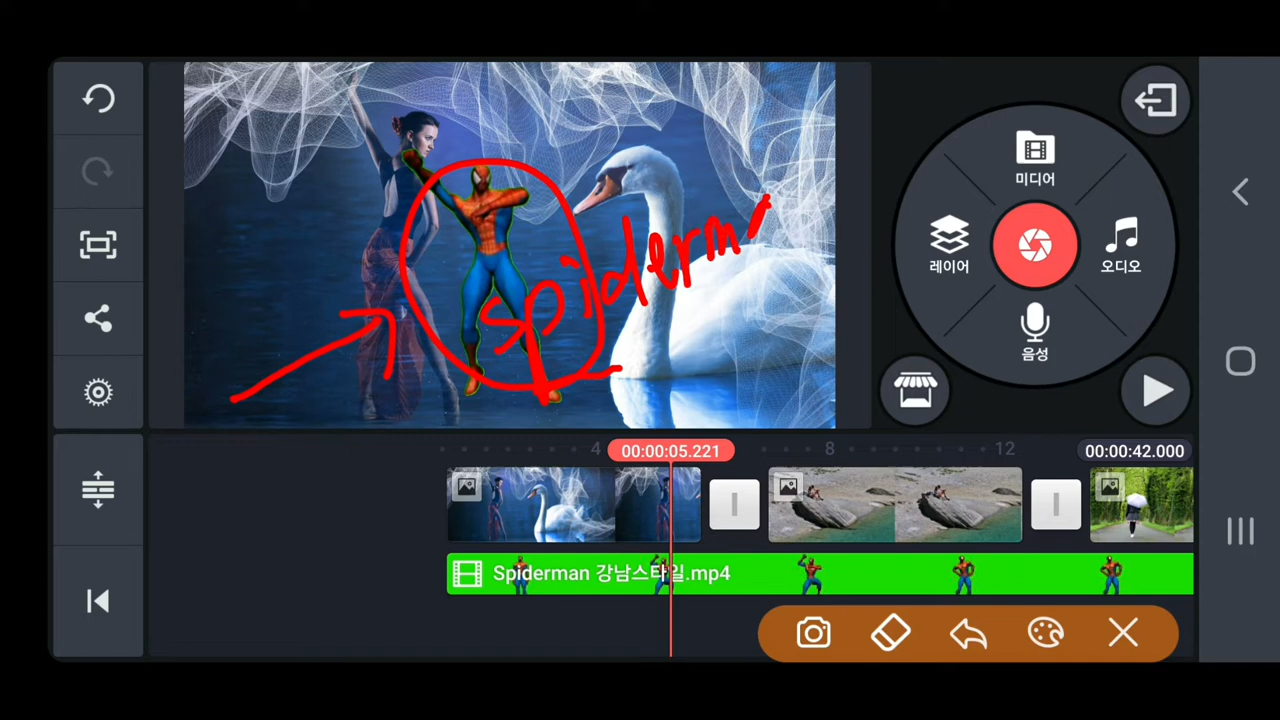 미디어
레이어
오디오
음성
spiderm
4
00:00:05.221
8
12
00:00:42.000
Spiderman 강남스타일.mp4